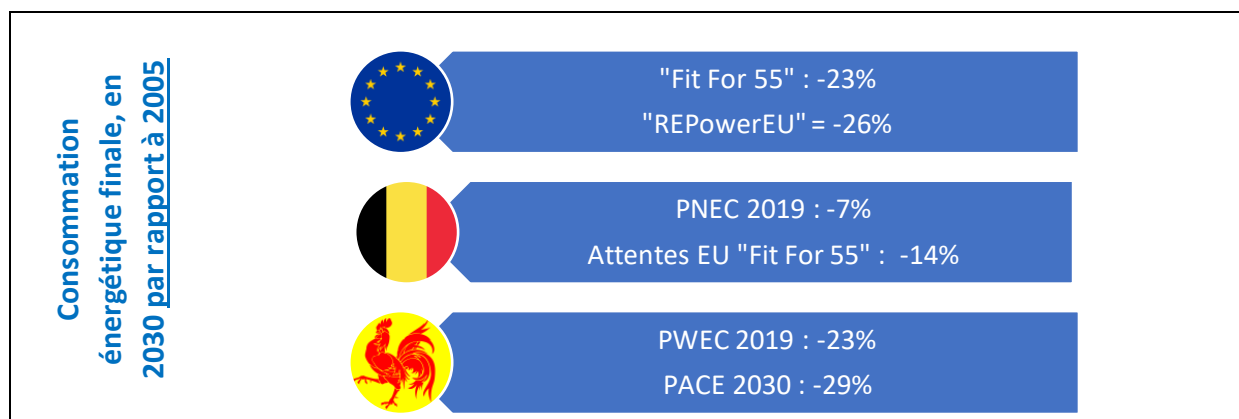 Consommation
énergétique finale, en
2030 par rapport à 2005
"Fit For 55" : -23%
"REPowerEU" = -26%
PNEC 2019 : -7%
Attentes EU "Fit For 55" :  -14%
PWEC 2019 : -23%
PACE 2030 : -29%